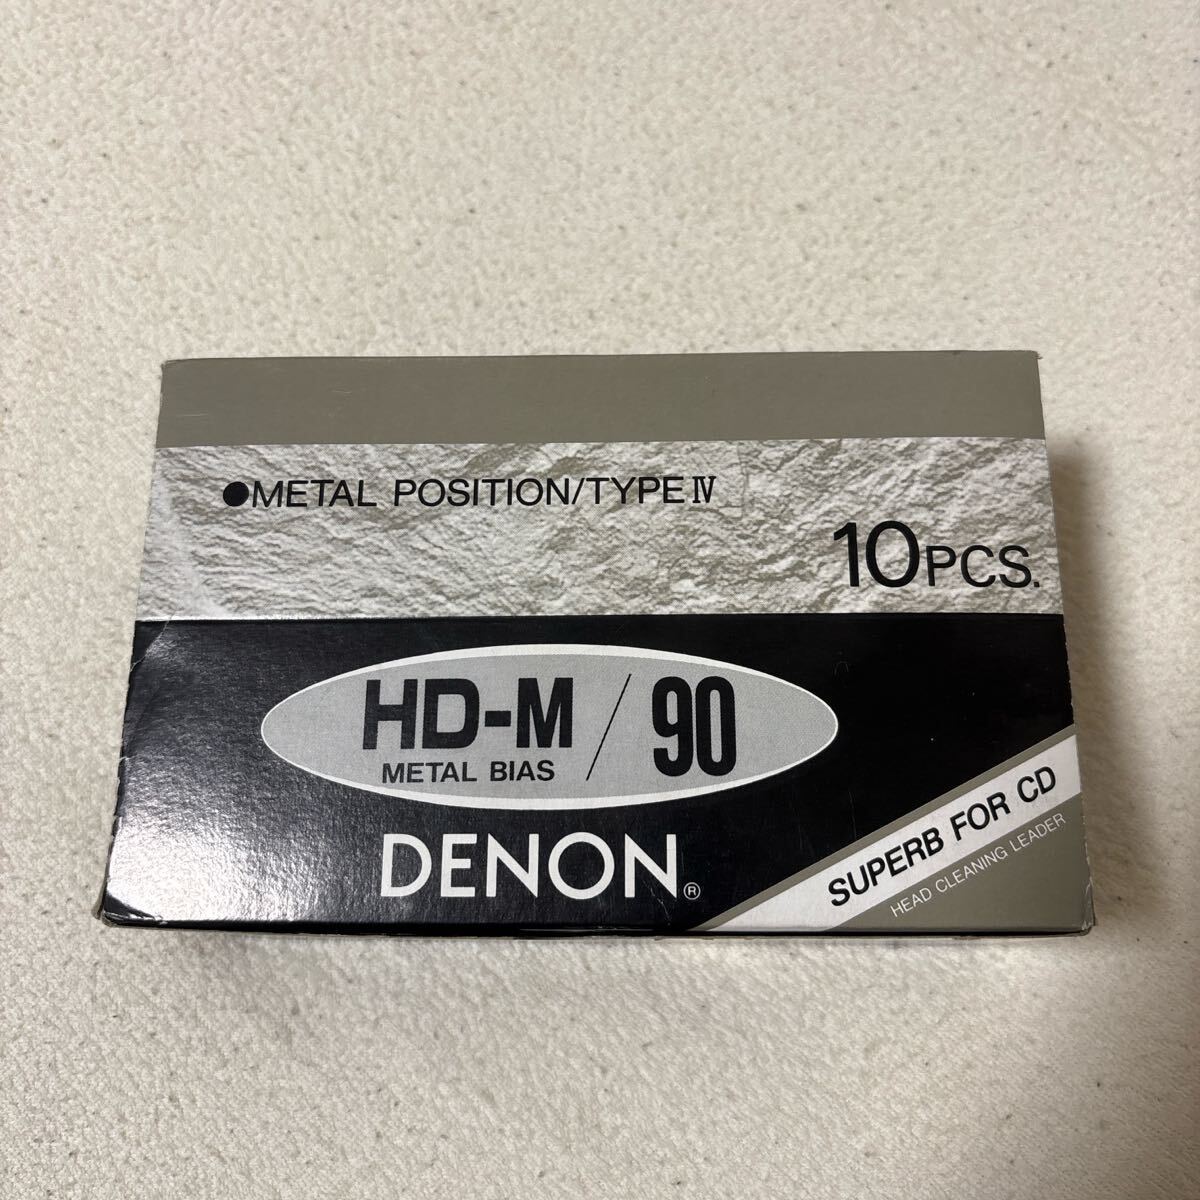 ●METAL POSITION/TYPE IV
10PCS.
HD-M/90
METAL BIAS
DENON®
SUPERB FOR CD
HEAD CLEANING LEADER